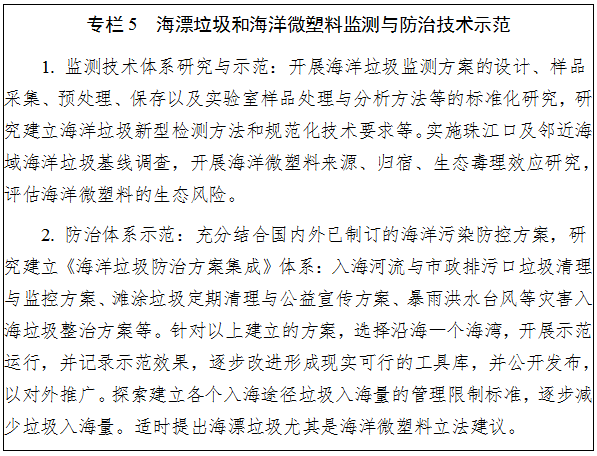 专栏 5　海漂垃圾和海洋微塑料监测与防治技术示范
1. 监测技术体系研究与示范：开展海洋垃圾监测方案的设计、样品
采集、预处理、保存以及实验室样品处理与分析方法等的标准化研究，研
究建立海洋垃圾新型检测方法和规范化技术要求等。实施珠江口及邻近海
域海洋垃圾基线调查，开展海洋微塑料来源、归宿、生态毒理效应研究，
评估海洋微塑料的生态风险。
2. 防治体系示范：充分结合国内外已制订的海洋污染防控方案，研
究建立《海洋垃圾防治方案集成》体系：入海河流与市政排污口垃圾清理
与监控方案、滩涂垃圾定期清理与公益宣传方案、暴雨洪水台风等灾害入
海垃圾整治方案等。针对以上建立的方案，选择沿海一个海湾，开展示范
运行，并记录示范效果，逐步改进形成现实可行的工具库，并公开发布，
以对外推广。探索建立各个入海途径垃圾入海量的管理限制标准，逐步减
少垃圾入海量。适时提出海漂垃圾尤其是海洋微塑料立法建议。